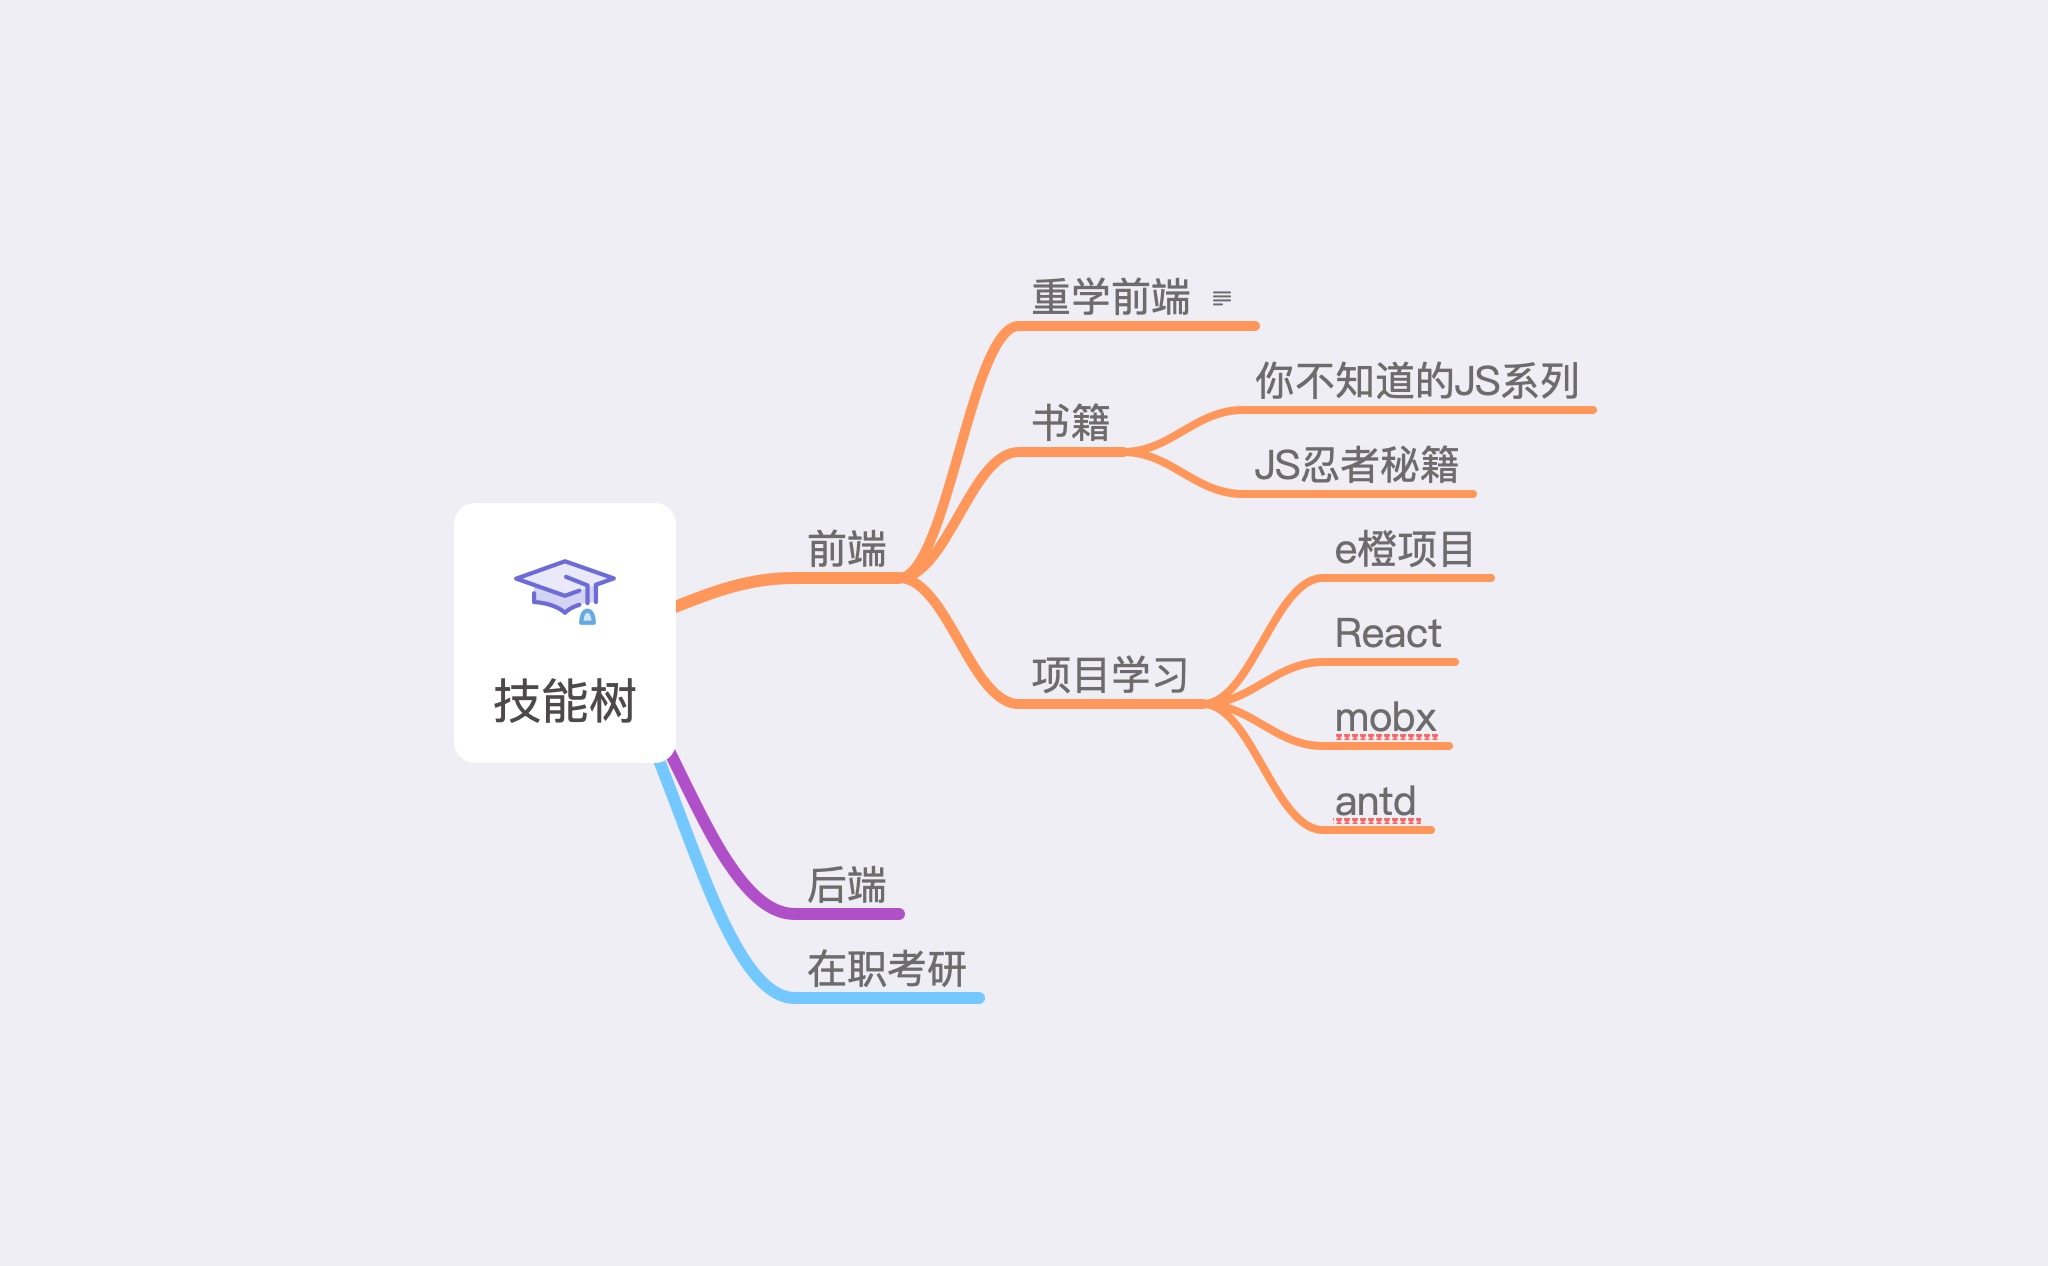 技能树
前端
重学前端
书籍
你不知道的JS系列
JS忍者秘籍
项目学习
e橙项目
React
mobx
antd
后端
在职考研